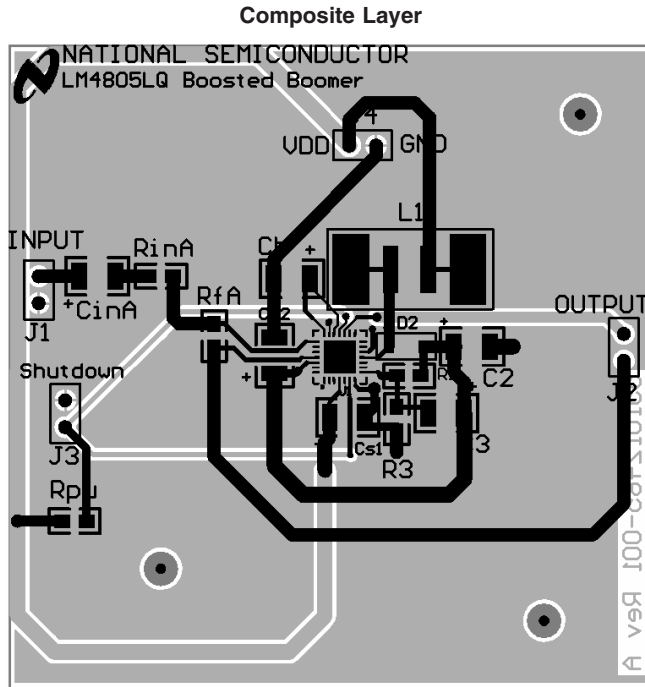 Composite Layer
NATIONAL SEMICONDUCTOR
LM4805LQ Boosted Boomer
VDD
GND
L1
INPUT
RinA
+
+CinA
J1
RfA
OUTPUT
D2
+
Shutdown
+
C2
J2
J3
Cs1
R3
Rpu
Rev A